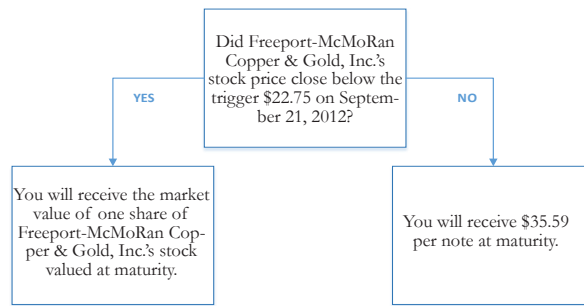 Did Freeport-McMoRan
Copper & Gold, Inc.'s
stock price close below the
trigger $22.75 on Septem-
ber 21, 2012?
YES
NO
You will receive the market
value of one share of
Freeport-McMoRan Cop-
per & Gold, Inc.'s stock
valued at maturity.
You will receive $35.59
per note at maturity.